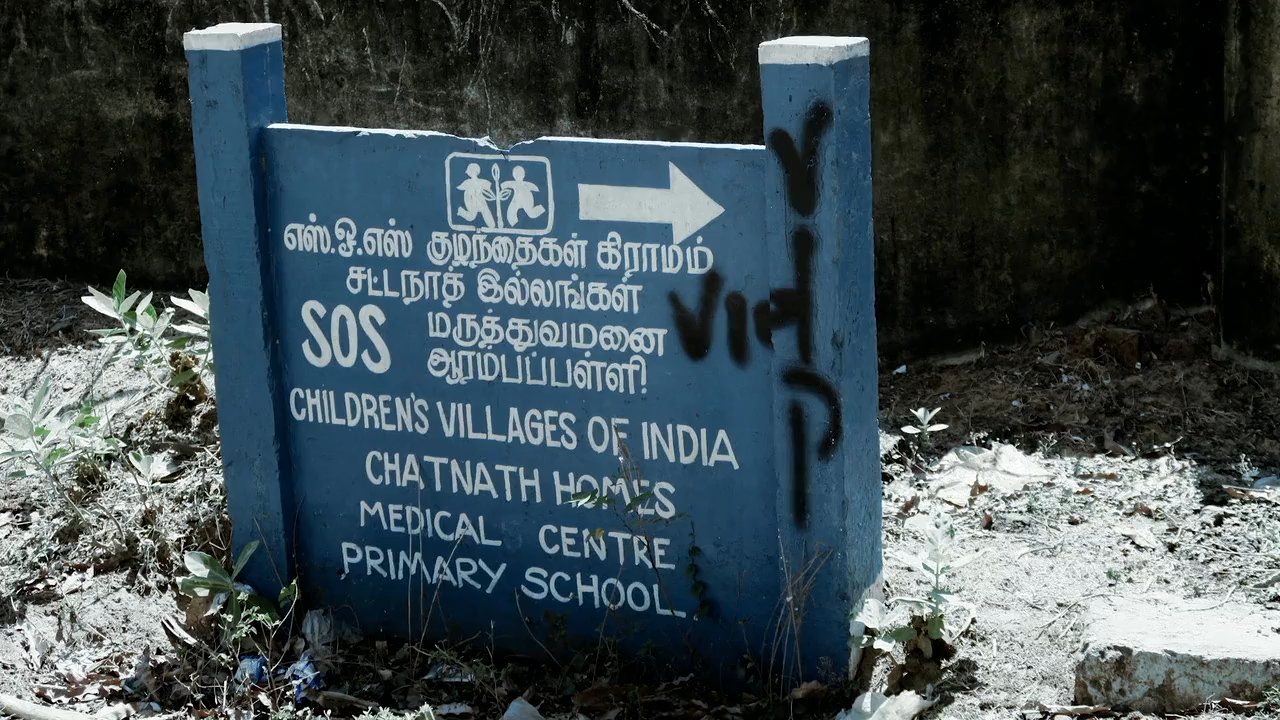 எஸ்.ஓ.எஸ் குழந்தைகள் கிராமம்
சட்டநாத் இல்லங்கள்
SOS
மருத்துவமனை
ஆரம்பப்பள்ளி!
CHILDREN'S VILLAGES OF INDIA
CHATNATH HOMES
MEDICAL CENTRE
PRIMARY SCHOOL